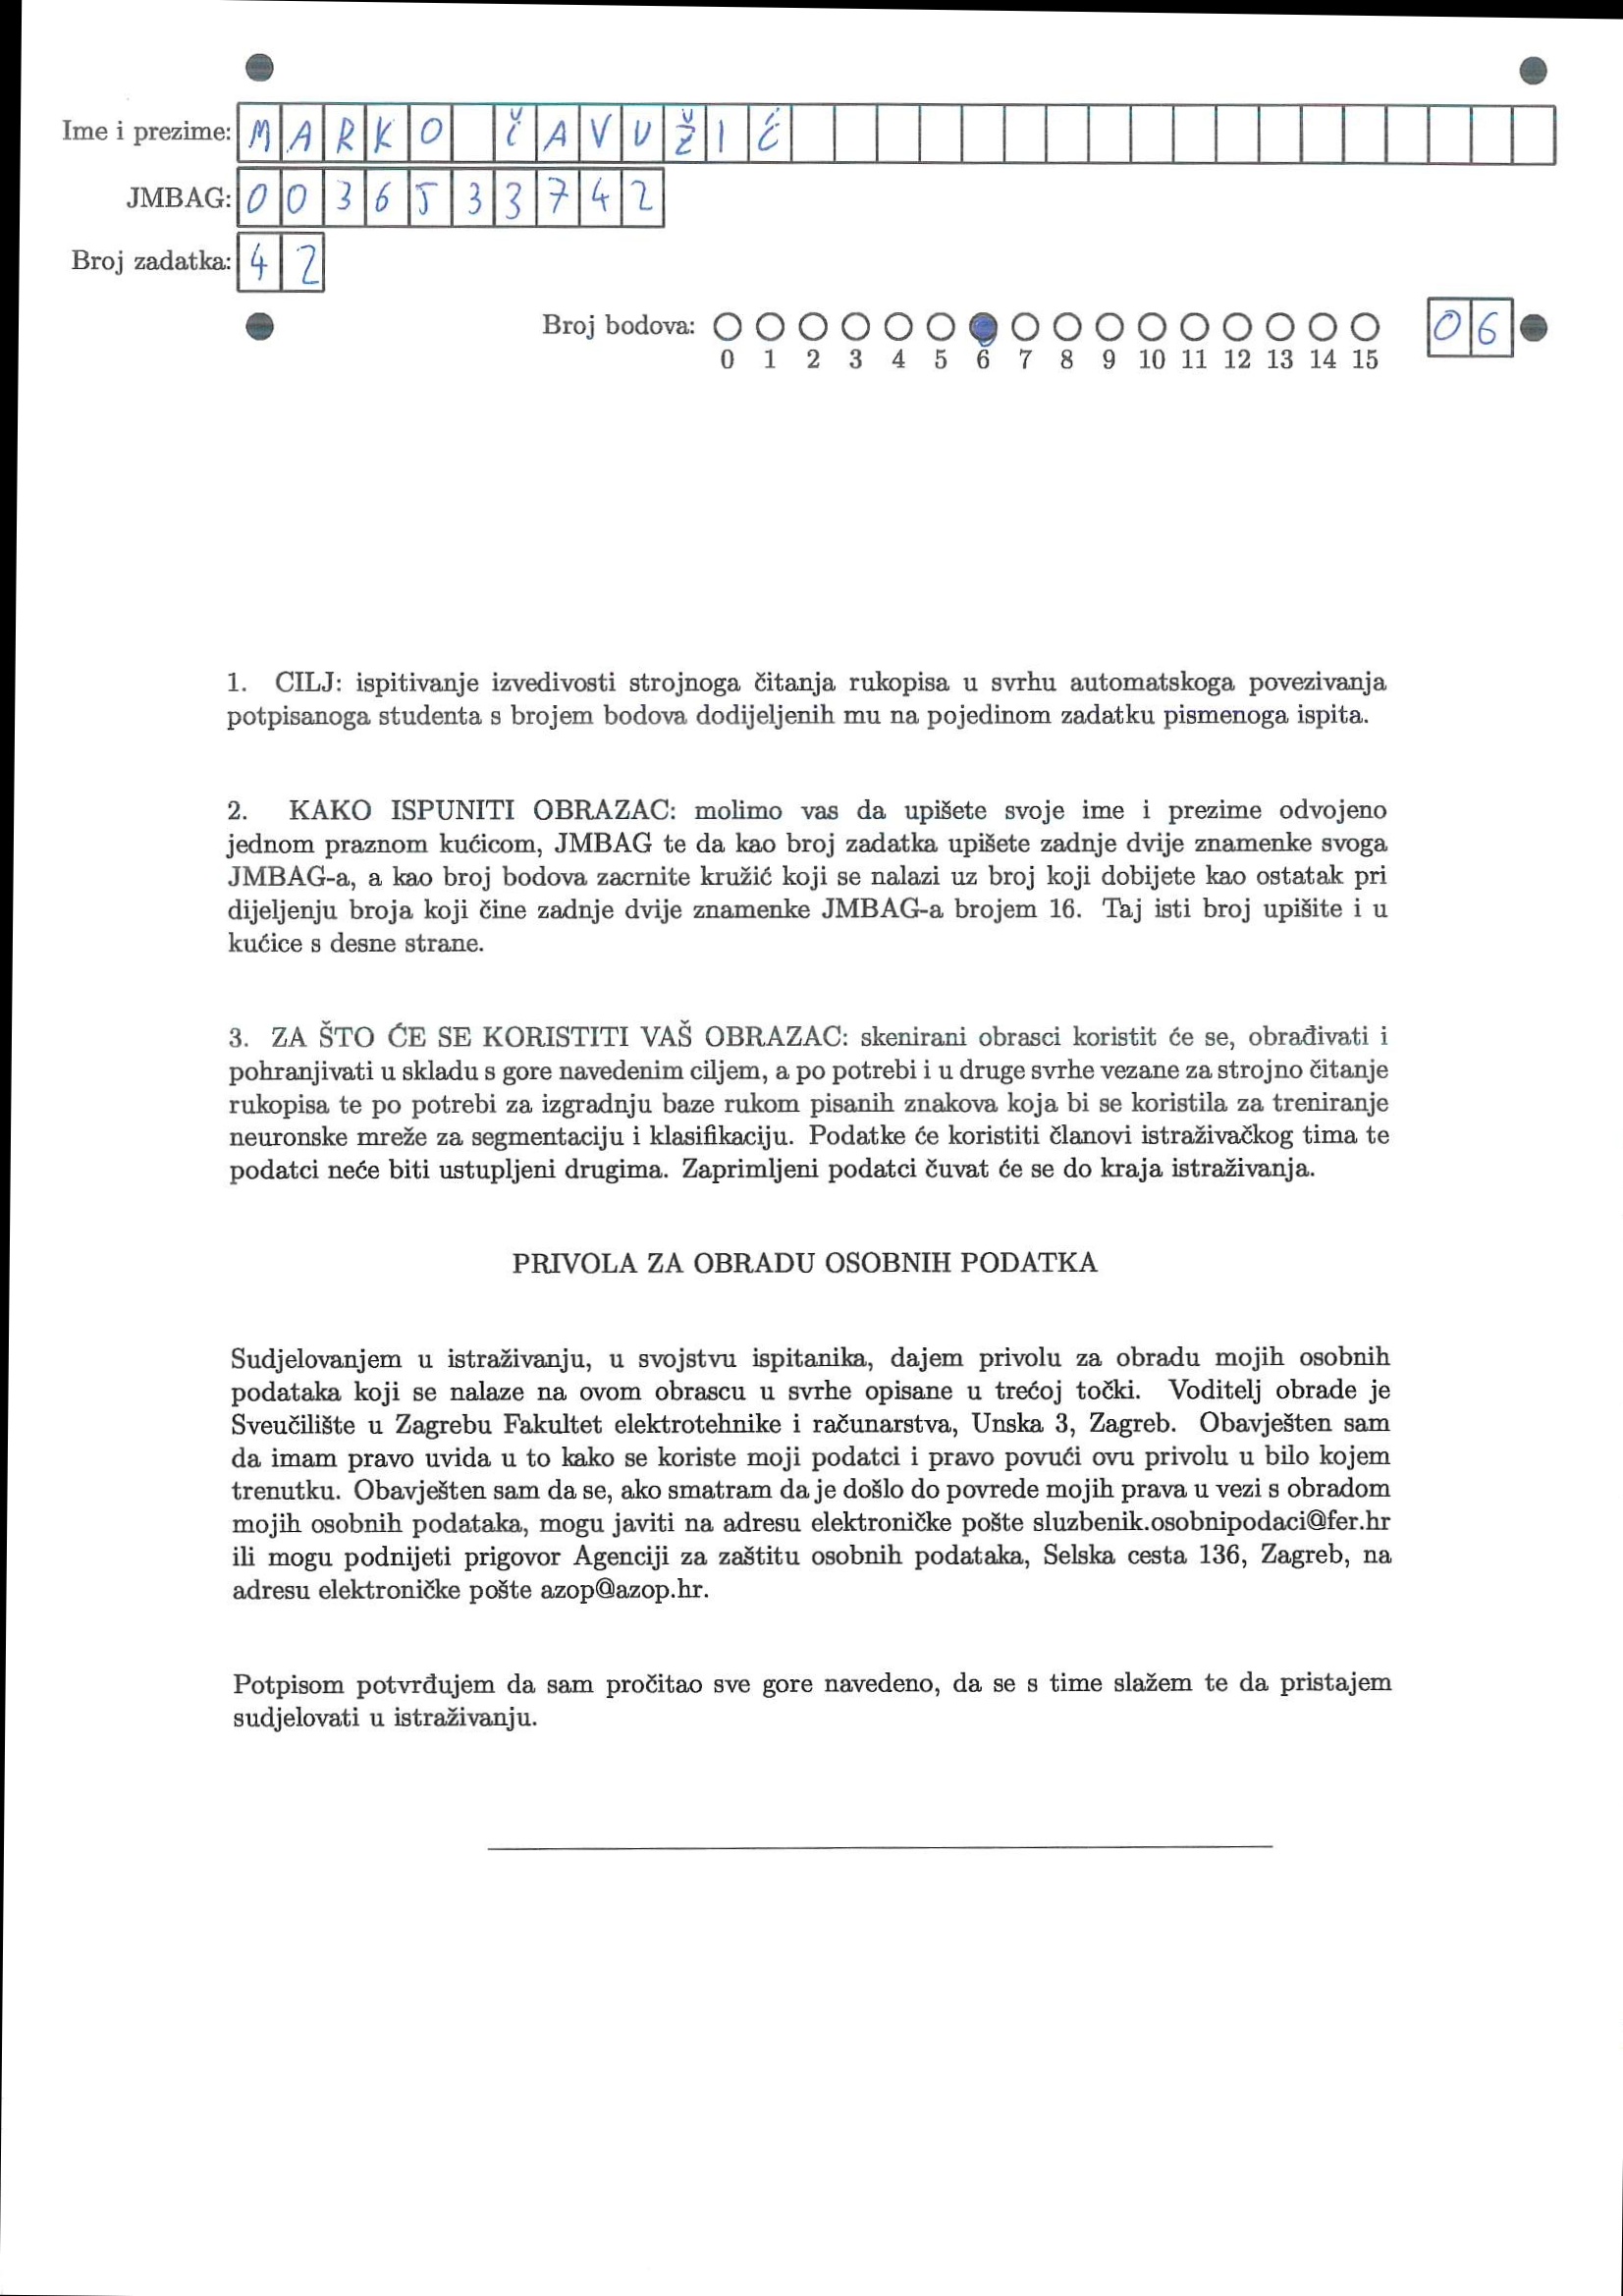 Ime i prezime: MARKO ČAVUŽIĆ
JMBAG: 0036533742
Broj zadatka: 42
Broj bodova: 06
0 1 2 3 4 5 6 7 8 9 10 11 12 13 14 15
1. CILJ: ispitivanje izvedivosti strojnoga čitanja rukopisa u svrhu automatskoga povezivanja
potpisanoga studenta s brojem bodova dodijeljenih mu na pojedinom zadatku pismenoga ispita.
2. KAKO ISPUNITI OBRAZAC: molimo vas da upišete svoje ime i prezime odvojeno
jednom praznom kućicom, JMBAG te da kao broj zadatka upišete zadnje dvije znamenke svoga
JMBAG-a, a kao broj bodova zacrnite kružić koji se nalazi uz broj koji dobijete kao ostatak pri
dijeljenju broja koji čine zadnje dvije znamenke JMBAG-a brojem 16. Taj isti broj upišite i u
kućice s desne strane.
3. ZA ŠTO ĆE SE KORISTITI VAŠ OBRAZAC: skenirani obrasci koristit će se, obrađivati i
pohranjivati u skladu s gore navedenim ciljem, a po potrebi i u druge svrhe vezane za strojno čitanje
rukopisa te po potrebi za izgradnju baze rukom pisanih znakova koja bi se koristila za treniranje
neuronske mreže za segmentaciju i klasifikaciju. Podatke će koristiti članovi istraživačkog tima te
podatci neće biti ustupljeni drugima. Zaprimljeni podatci čuvat će se do kraja istraživanja.
PRIVOLA ZA OBRADU OSOBNIH PODATKA
Sudjelovanjem u istraživanju, u svojstvu ispitanika, dajem privolu za obradu mojih osobnih
podataka koji se nalaze na ovom obrascu u svrhe opisane u trećoj točki. Voditelj obrade je
Sveučilište u Zagrebu Fakultet elektrotehnike i računarstva, Unska 3, Zagreb. Obavješten sam
da imam pravo uvida u to kako se koriste moji podatci i pravo povući ovu privolu u bilo kojem
trenutku. Obavješten sam da se, ako smatram da je došlo do povrede mojih prava u vezi s obradom
mojih osobnih podataka, mogu javiti na adresu elektroničke pošte sluzbenik.osobnipodaci@fer.hr
ili mogu podnijeti prigovor Agenciji za zaštitu osobnih podataka, Selska cesta 136, Zagreb, na
adresu elektroničke pošte azop@azop.hr.
Potpisom potvrđujem da sam pročitao sve gore navedeno, da se s time slažem te da pristajem
sudjelovati u istraživanju.